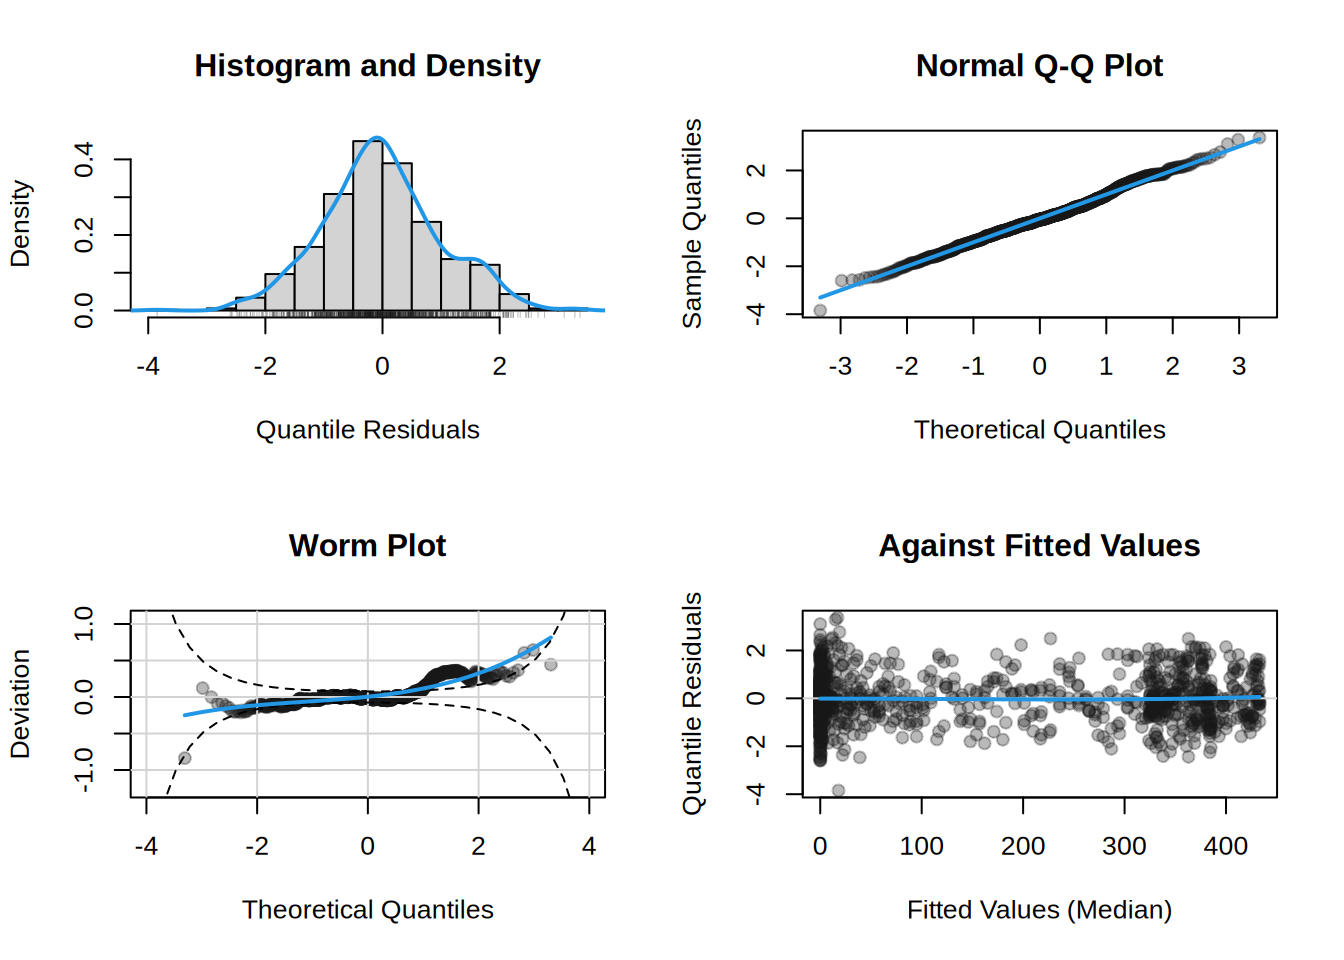 Histogram and Density
Density
0.0 0.2 0.4
-4 -2 0 2
Quantile Residuals
Normal Q-Q Plot
Sample Quantiles
-4 -2 0 2
-3 -2 -1 0 1 2 3
Theoretical Quantiles
Worm Plot
Deviation
-1.0 0.0 1.0
-4 -2 0 2 4
Theoretical Quantiles
Against Fitted Values
Quantile Residuals
-4 -2 0 2
0 100 200 300 400
Fitted Values (Median)